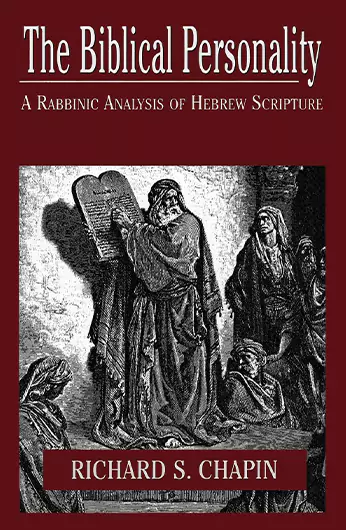 The Biblical Personality
A Rabbinic Analysis of Hebrew Scripture
RICHARD S. CHAPIN